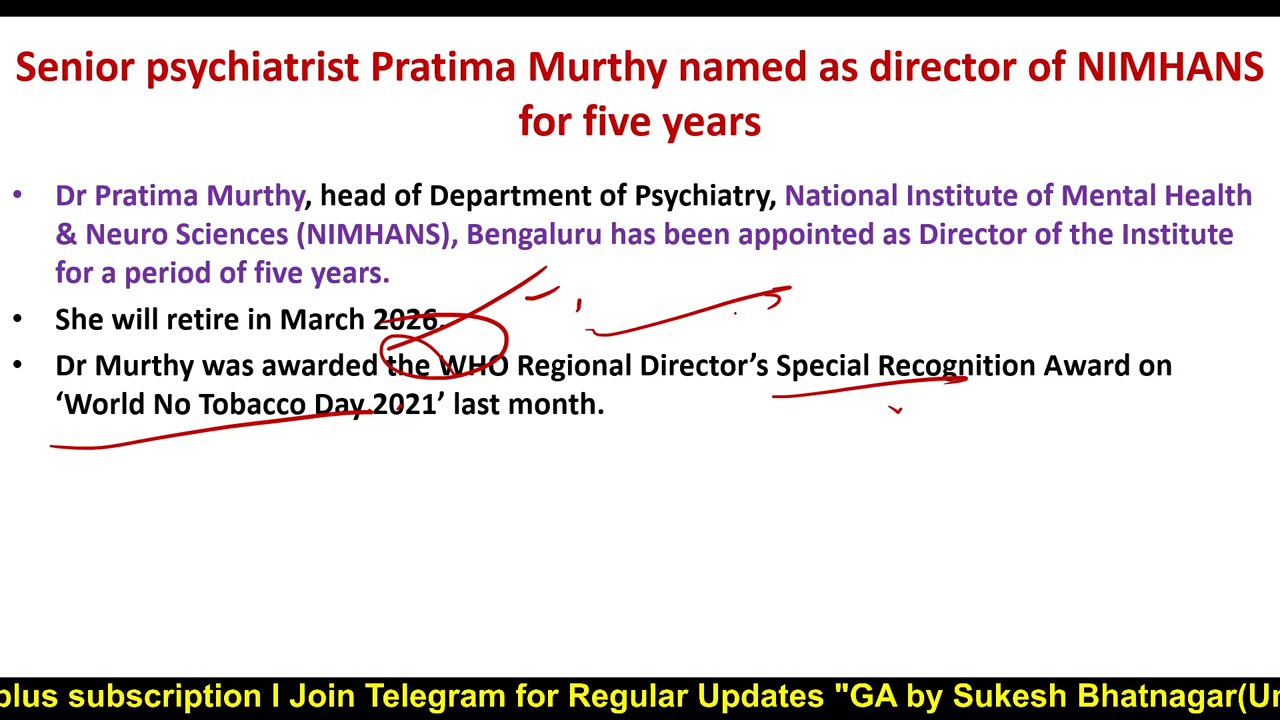 Senior psychiatrist Pratima Murthy named as director of NIMHANS
for five years
• Dr Pratima Murthy, head of Department of Psychiatry, National Institute of Mental Health
& Neuro Sciences (NIMHANS), Bengaluru has been appointed as Director of the Institute
for a period of five years.
• She will retire in March 2026.
• Dr Murthy was awarded the WHO Regional Director’s Special Recognition Award on
‘World No Tobacco Day 2021’ last month.
plus subscription l Join Telegram for Regular Updates "GA by Sukesh Bhatnagar(